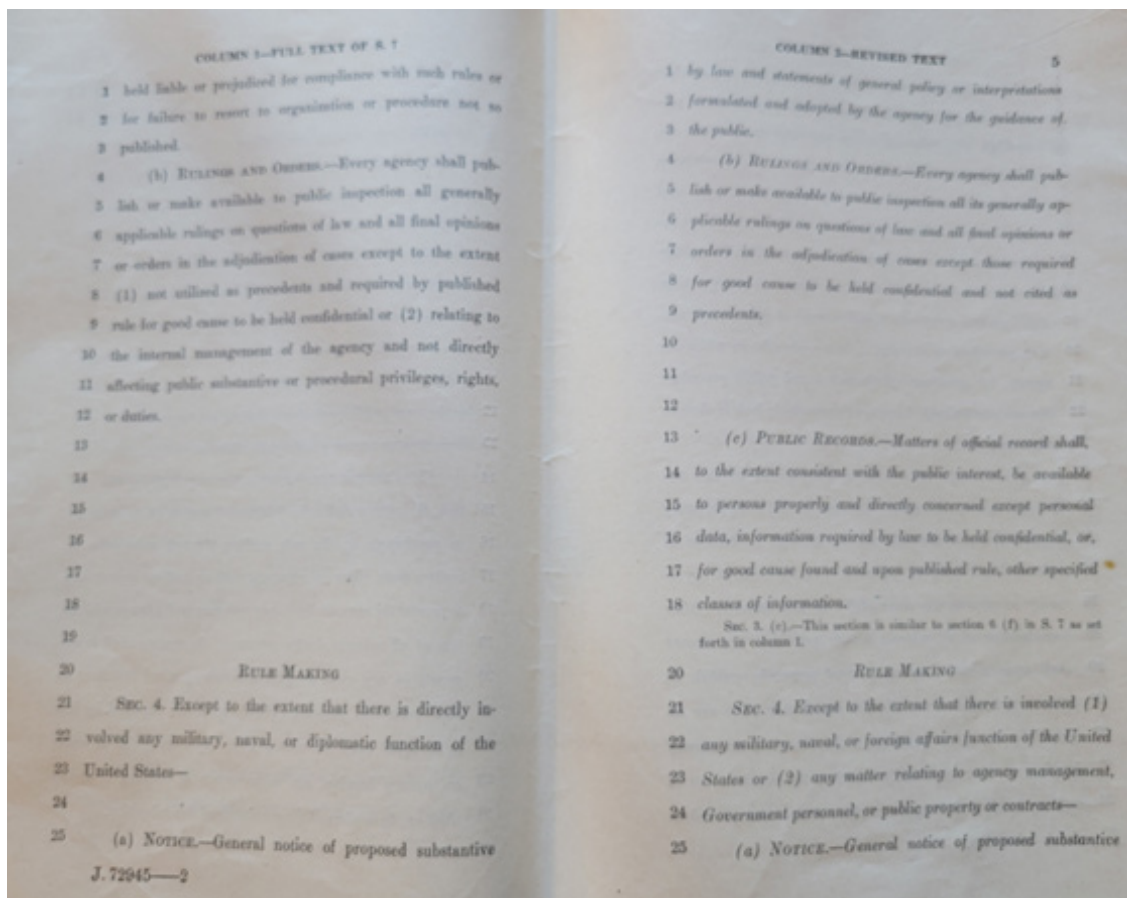 COLUMN 1—FULL TEXT OF S. 7
1 held liable or prejudiced for compliance with such rules or
2 for failure to resort to organization or procedure not so
3 published.
4 (b) RULINGS AND ORDERS.—Every agency shall pub-
5 lish or make available to public inspection all generally
6 applicable rulings on questions of law and all final opinions
7 or orders in the adjudication of cases except to the extent
8 (1) not utilized as precedents and required by published
9 rule for good cause to be held confidential or (2) relating to
10 the internal management of the agency and not directly
11 affecting public substantive or procedural privileges, rights,
12 or duties.
13
14
15
16
17
18
19
20 RULE MAKING
21 SEC. 4. Except to the extent that there is directly in-
22 volved any military, naval, or diplomatic function of the
23 United States—
24
25 (a) NOTICE.—General notice of proposed substantive
J. 72945——2
COLUMN 2—REVISED TEXT 5
1 by law and statements of general policy or interpretations
2 formulated and adopted by the agency for the guidance of
3 the public.
4 (b) RULINGS AND ORDERS.—Every agency shall pub-
5 lish or make available to public inspection all its generally ap-
6 plicable rulings on questions of law and all final opinions or
7 orders in the adjudication of cases except those required
8 for good cause to be held confidential and not cited as
9 precedents.
10
11
12
13 (c) PUBLIC RECORDS.—Matters of official record shall,
14 to the extent consistent with the public interest, be available
15 to persons properly and directly concerned except personal
16 data, information required by law to be held confidential, or,
17 for good cause found and upon published rule, other specified
18 classes of information.
SEC. 3. (c).—This section is similar to section 6 (f) in S. 7 as set
forth in column 1.
20 RULE MAKING
21 SEC. 4. Except to the extent that there is involved (1)
22 any military, naval, or foreign affairs function of the United
23 States or (2) any matter relating to agency management,
24 Government personnel, or public property or contracts—
25 (a) NOTICE.—General notice of proposed substantive